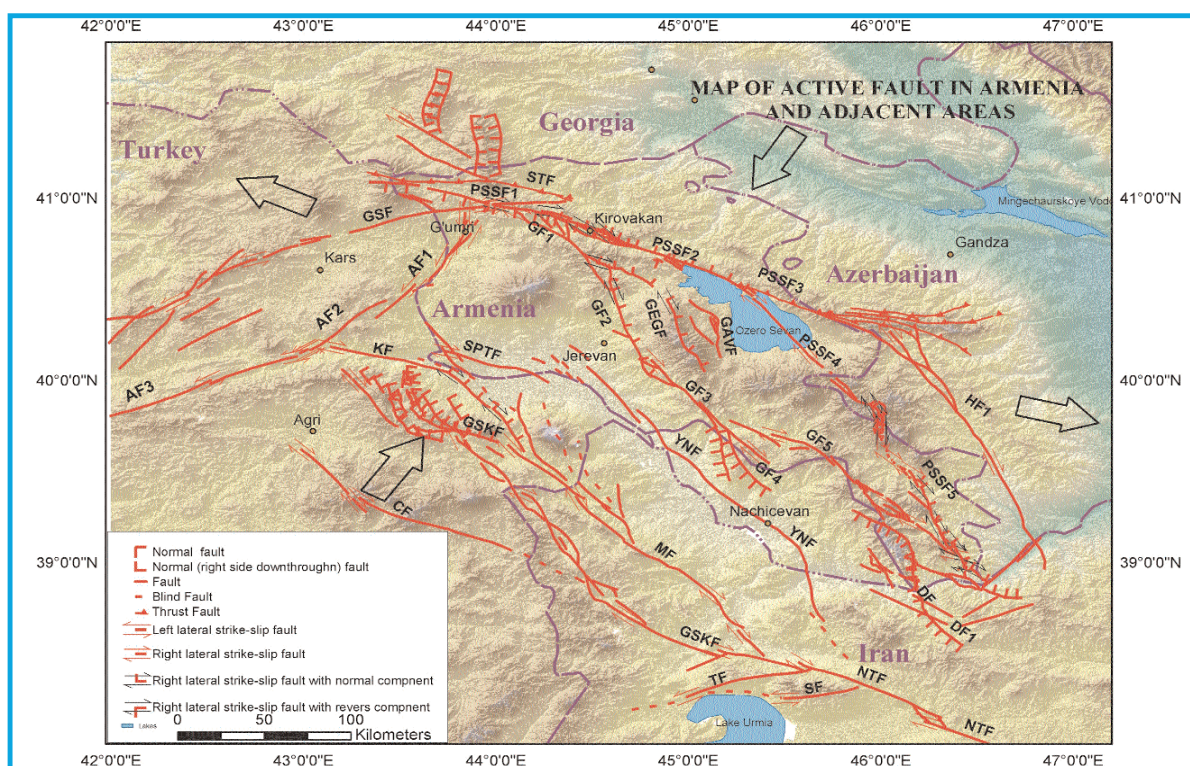 42°0'0"E 43°0'0"E 44°0'0"E 45°0'0"E 46°0'0"E 47°0'0"E
MAP OF ACTIVE FAULT IN ARMENIA
AND ADJACENT AREAS
Georgia
Turkey
STF
41°0'0"N
PSSF1
41°0'0"N
Mingechaurskoye Vodo
GSF
G'umri
GF1
Kirovakan
Kars
AF1
PSSF2
Gandza
PSSF3
Azerbaijan
AF2
Armenia
GF2
GEGF
GAVF
Ozero Sevan
PSSF4
KF
SPTF
Jerevan
40°0'0"N
40°0'0"N
AF3
Agri
GSKF
GF3
HF1
YNF
GF4
GF5
PSSF5
CF
Nachicevan
YNF
39°0'0"N
39°0'0"N
MF
DF
DF1
GSKF
Iran
TF
SF
NTF
NTF
Lake Urmia
Normal fault
Normal (right side downthroughn) fault
Fault
Blind Fault
Thrust Fault
Left lateral strike-slip fault
Right lateral strike-slip fault
Right lateral strike-slip fault with normal compnent
Right lateral strike-slip fault with revers compnent
Lakes
0 50 100
Kilometers
42°0'0"E 43°0'0"E 44°0'0"E 45°0'0"E 46°0'0"E 47°0'0"E